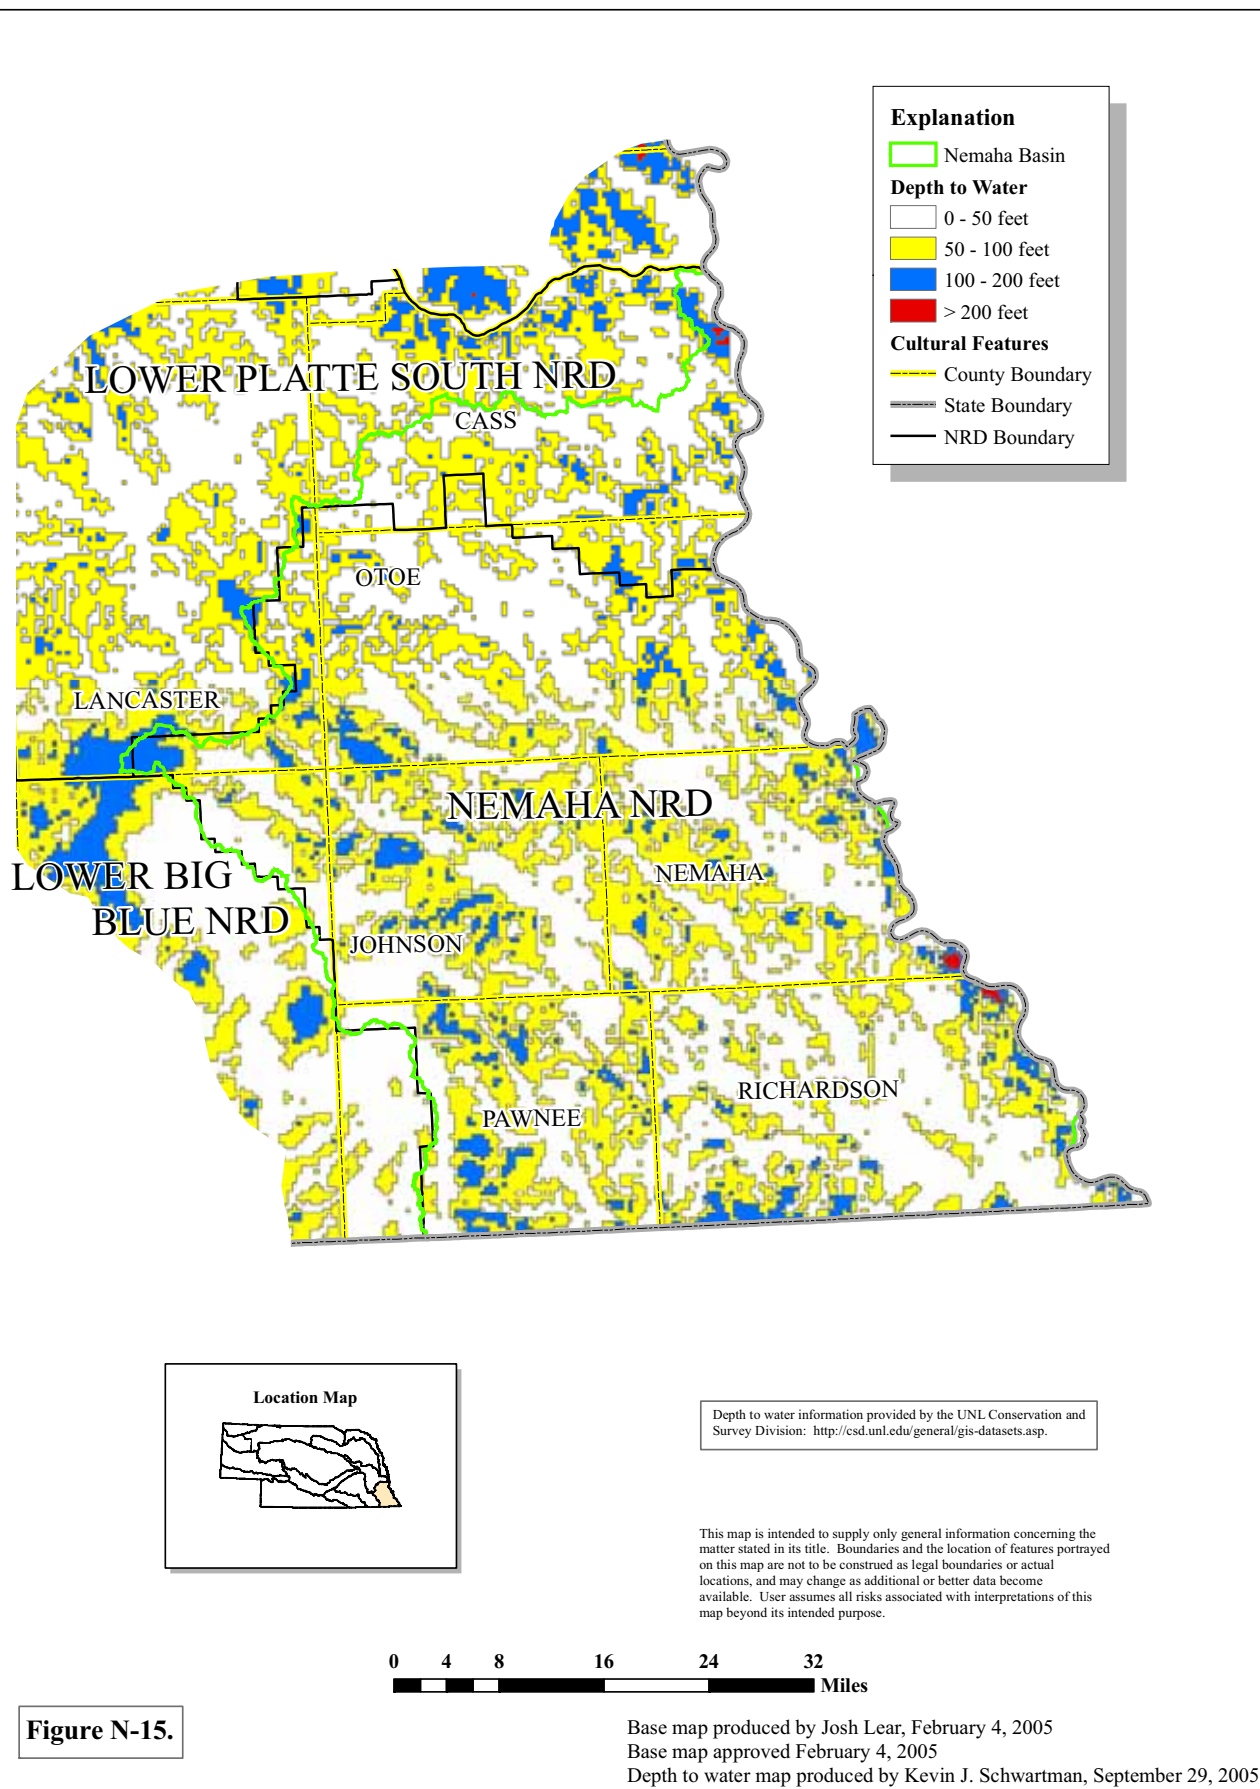 Explanation
Nemaha Basin
Depth to Water
0 - 50 feet
50 - 100 feet
100 - 200 feet
> 200 feet
Cultural Features
County Boundary
State Boundary
NRD Boundary
LOWER PLATTE SOUTH NRD
CASS
OTOE
LANCASTER
NEMAHA NRD
NEMAHA
LOWER BIG
BLUE NRD
JOHNSON
RICHARDSON
PAWNEE
Location Map
Depth to water information provided by the UNL Conservation and
Survey Division: http://csd.unl.edu/general/gis-datasets.asp.
This map is intended to supply only general information concerning the
matter stated in its title. Boundaries and the location of features portrayed
on this map are not to be construed as legal boundaries or actual
locations, and may change as additional or better data become
available. User assumes all risks associated with interpretations of this
map beyond its intended purpose.
0 4 8 16 24 32
Miles
Figure N-15.
Base map produced by Josh Lear, February 4, 2005
Base map approved February 4, 2005
Depth to water map produced by Kevin J. Schwartman, September 29, 2005